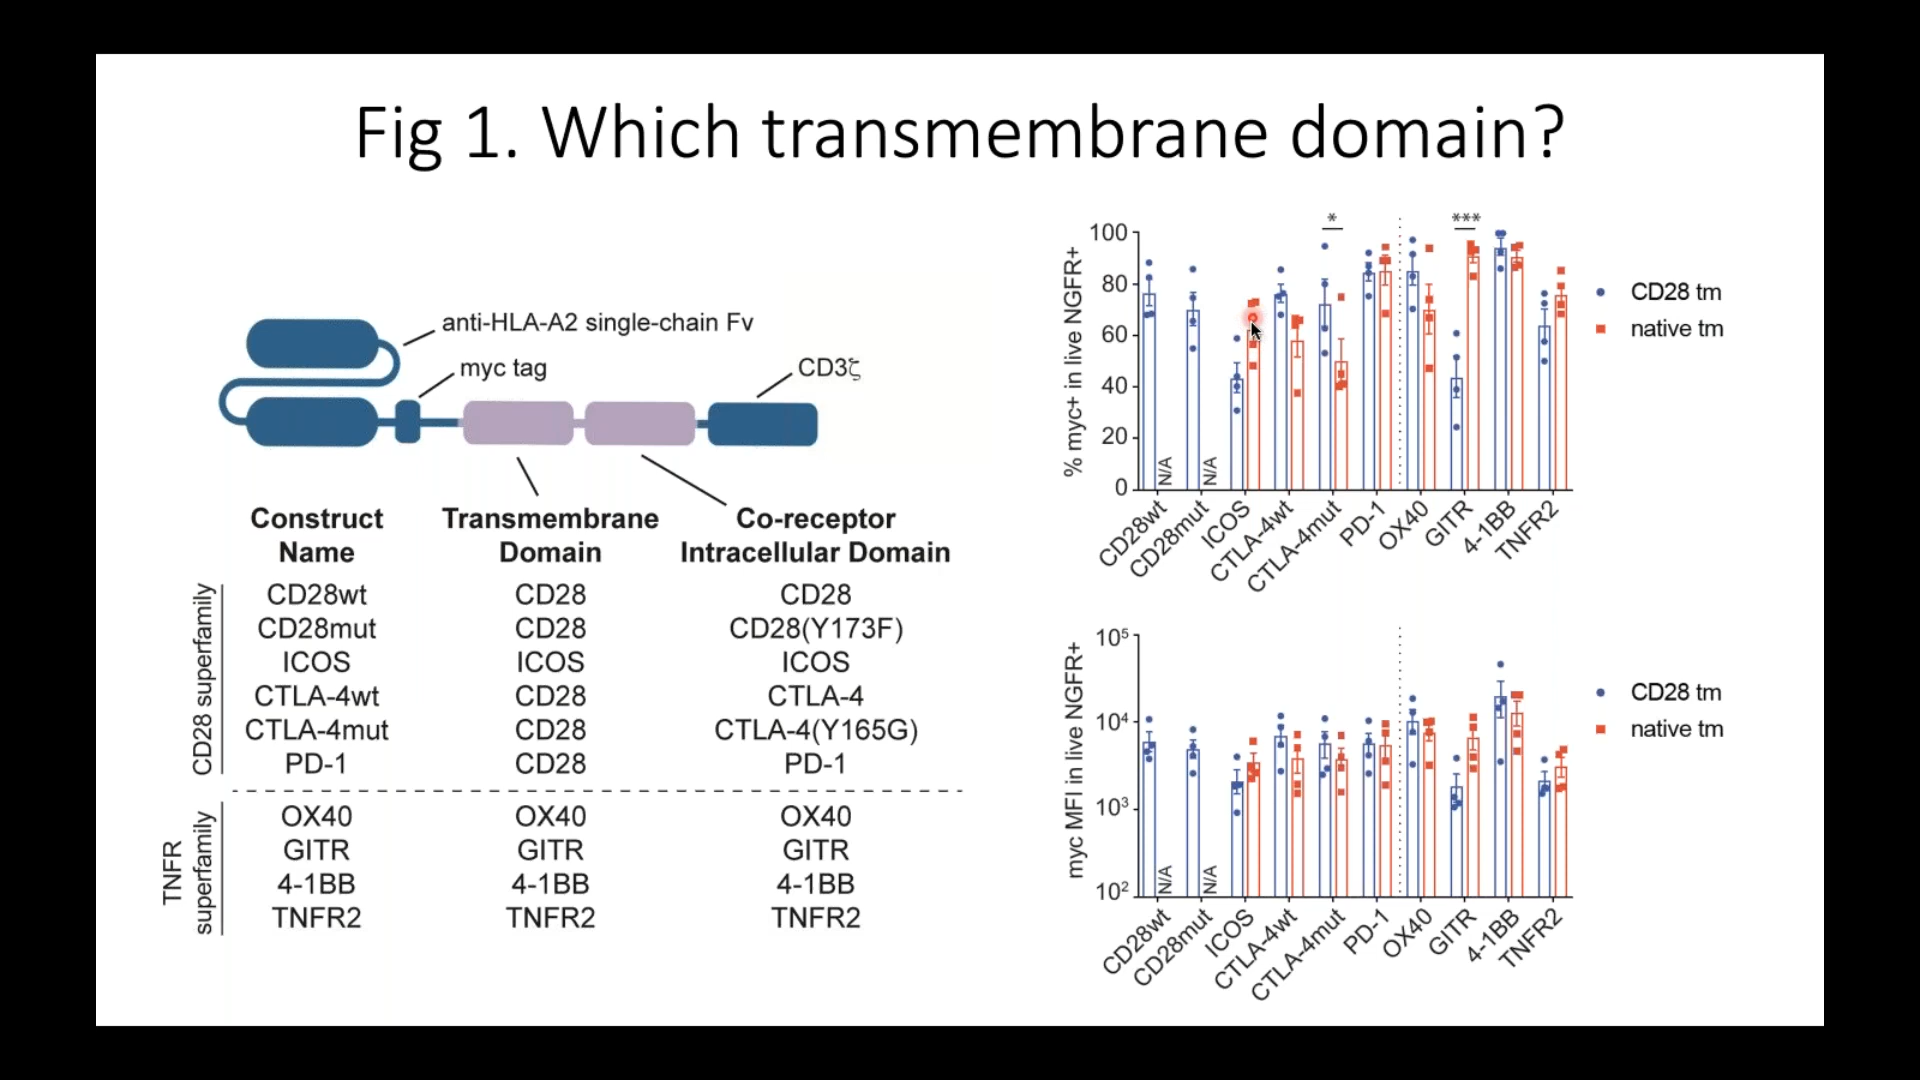 Fig 1. Which transmembrane domain?
anti-HLA-A2 single-chain Fv
myc tag
CD3ζ
Construct Name
Transmembrane Domain
Co-receptor Intracellular Domain
CD28 superfamily
CD28wt CD28 CD28
CD28mut CD28 CD28(Y173F)
ICOS ICOS ICOS
CTLA-4wt CD28 CTLA-4
CTLA-4mut CD28 CTLA-4(Y165G)
PD-1 CD28 PD-1
TNFR superfamily
OX40 OX40 OX40
GITR GITR GITR
4-1BB 4-1BB 4-1BB
TNFR2 TNFR2 TNFR2
% myc+ in live NGFR+
100
80
60
40
20
0
*
***
N/A
N/A
CD28wt
CD28mut
ICOS
CTLA-4wt
CTLA-4mut
PD-1
OX40
GITR
4-1BB
TNFR2
CD28 tm
native tm
myc MFI in live NGFR+
10⁵
10⁴
10³
10²
N/A
N/A
CD28wt
CD28mut
ICOS
CTLA-4wt
CTLA-4mut
PD-1
OX40
GITR
4-1BB
TNFR2
CD28 tm
native tm